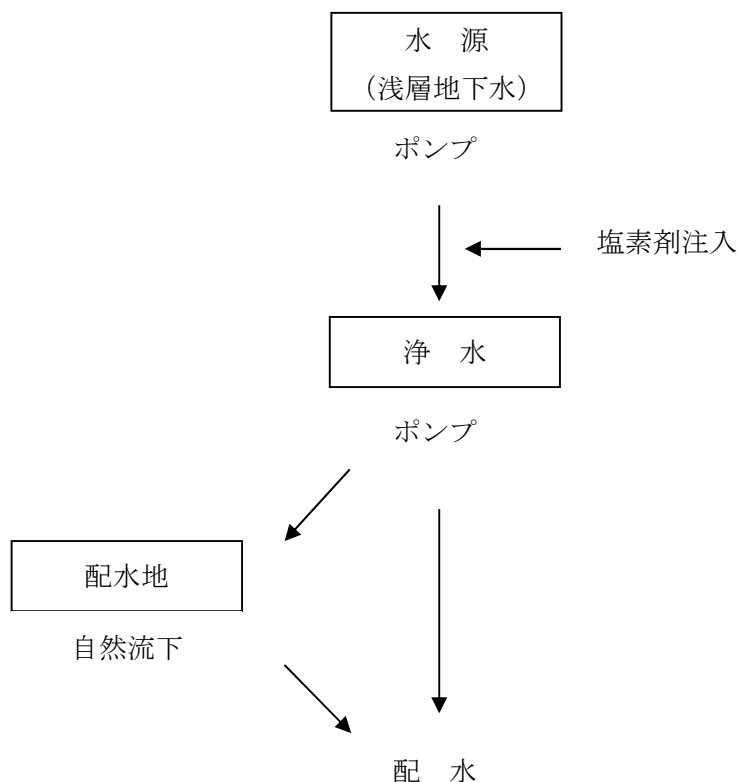 水　源
（浅層地下水）
ポンプ
塩素剤注入
浄　水
ポンプ
配水地
自然流下
配　水